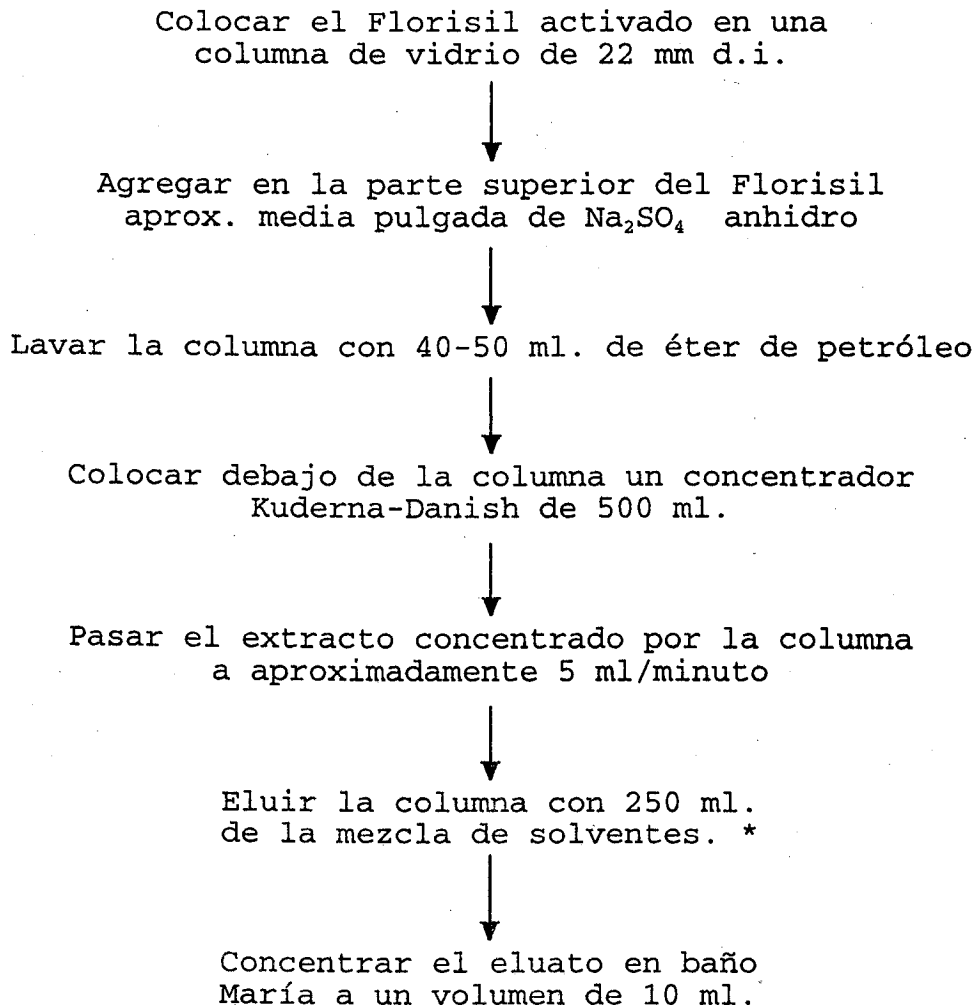 Colocar el Florisil activado en una
columna de vidrio de 22 mm d.i.
Agregar en la parte superior del Florisil
aprox. media pulgada de Na₂SO₄ anhidro
Lavar la columna con 40-50 ml. de éter de petróleo
Colocar debajo de la columna un concentrador
Kuderna-Danish de 500 ml.
Pasar el extracto concentrado por la columna
a aproximadamente 5 ml/minuto
Eluir la columna con 250 ml.
de la mezcla de solventes. *
Concentrar el eluato en baño
María a un volumen de 10 ml.